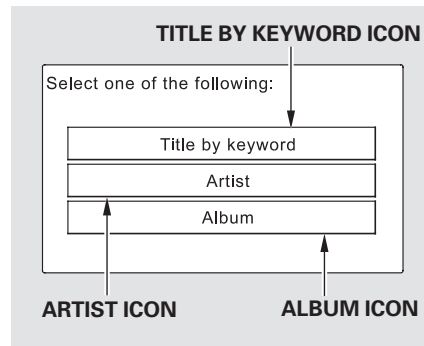 TITLE BY KEYWORD ICON
Select one of the following:
Title by keyword
Artist
Album
ARTIST ICON
ALBUM ICON